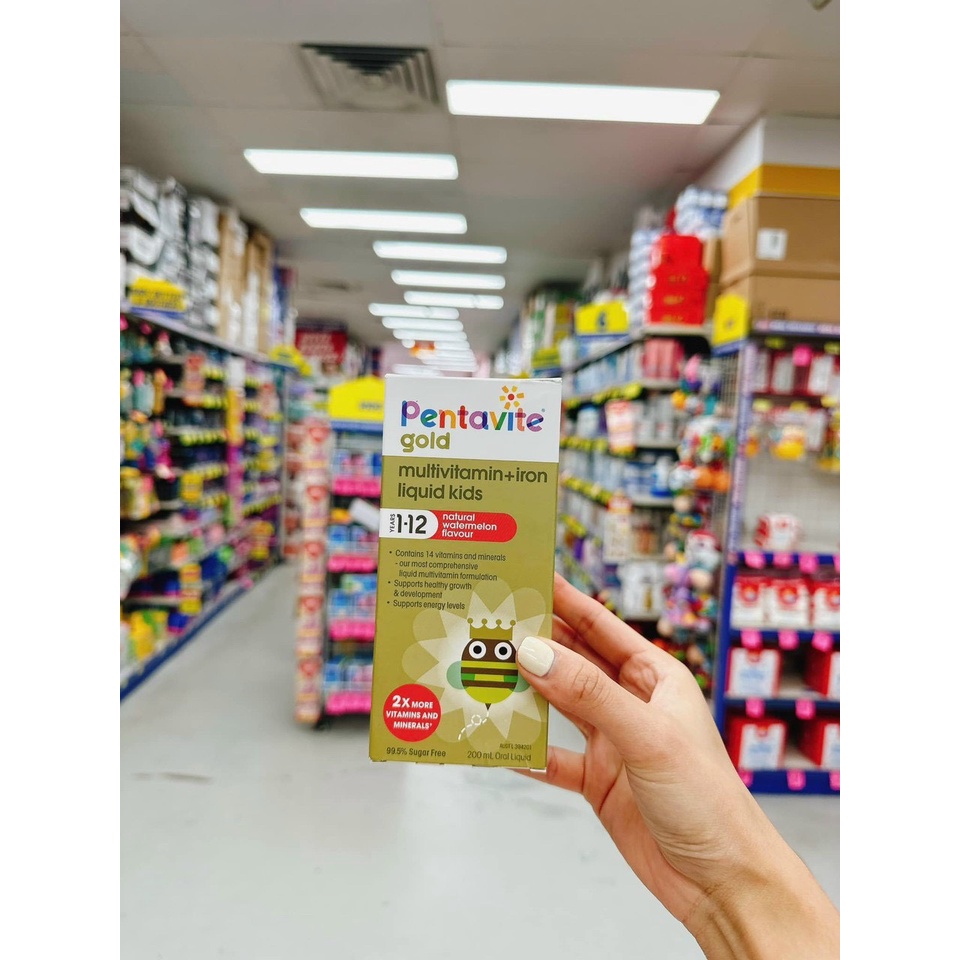 Pentavite®
gold
multivitamin+iron
liquid kids
YEARS 1-12 natural
watermelon
flavour
• Contains 14 vitamins and minerals
- our most comprehensive
liquid multivitamin formulation
• Supports healthy growth
& development
• Supports energy levels
2X MORE
VITAMINS AND
MINERALS*
99.5% Sugar Free
200 mL Oral Liquid